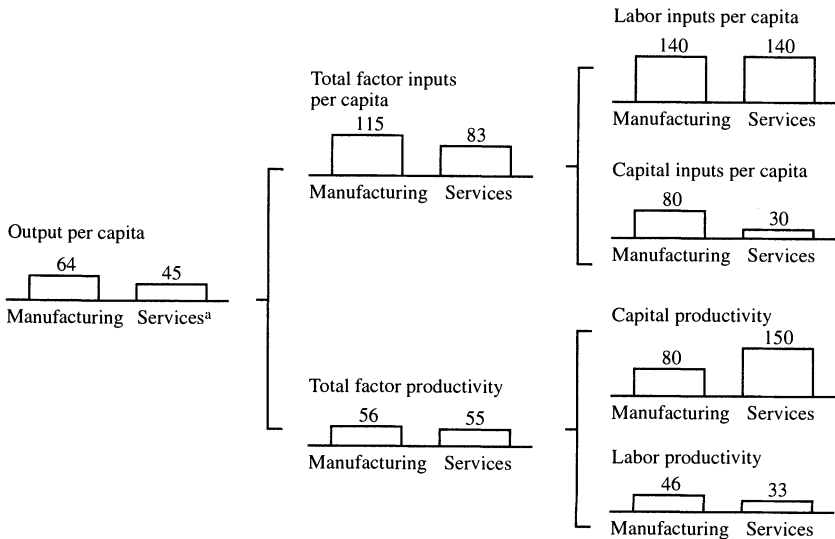 Output per capita
64 45
Manufacturing Servicesᵃ
Total factor inputs
per capita
115 83
Manufacturing Services
Total factor productivity
56 55
Manufacturing Services
Labor inputs per capita
140 140
Manufacturing Services
Capital inputs per capita
80 30
Manufacturing Services
Capital productivity
80 150
Manufacturing Services
Labor productivity
46 33
Manufacturing Services